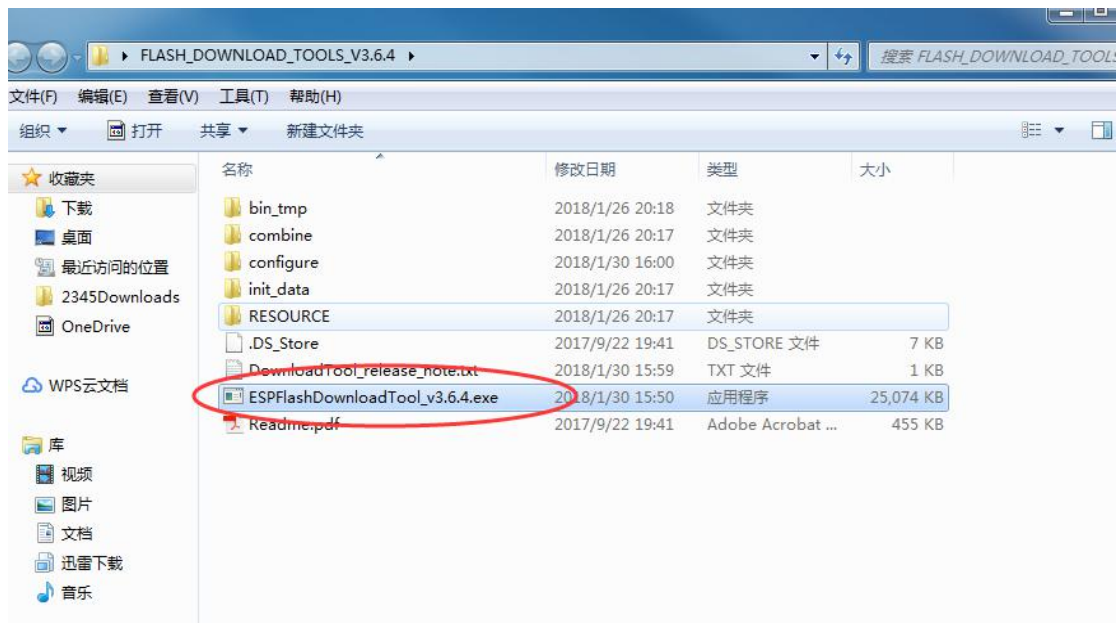 FLASH_DOWNLOAD_TOOLS_V3.6.4
搜索 FLASH_DOWNLOAD_TOOLS
文件(F) 编辑(E) 查看(V) 工具(T) 帮助(H)
组织 打开 共享 新建文件夹
名称 修改日期 类型 大小
收藏夹
下载
桌面
最近访问的位置
2345Downloads
OneDrive
WPS云文档
库
视频
图片
文档
迅雷下载
音乐
bin_tmp 2018/1/26 20:18 文件夹
combine 2018/1/26 20:17 文件夹
configure 2018/1/30 16:00 文件夹
init_data 2018/1/26 20:17 文件夹
RESOURCE 2018/1/26 20:17 文件夹
.DS_Store 2017/9/22 19:41 DS_STORE 文件 7 KB
DownloadTool_release_note.txt 2018/1/30 15:59 TXT 文件 1 KB
ESPFlashDownloadTool_v3.6.4.exe 2018/1/30 15:50 应用程序 25,074 KB
Readme.pdf 2017/9/22 19:41 Adobe Acrobat ... 455 KB